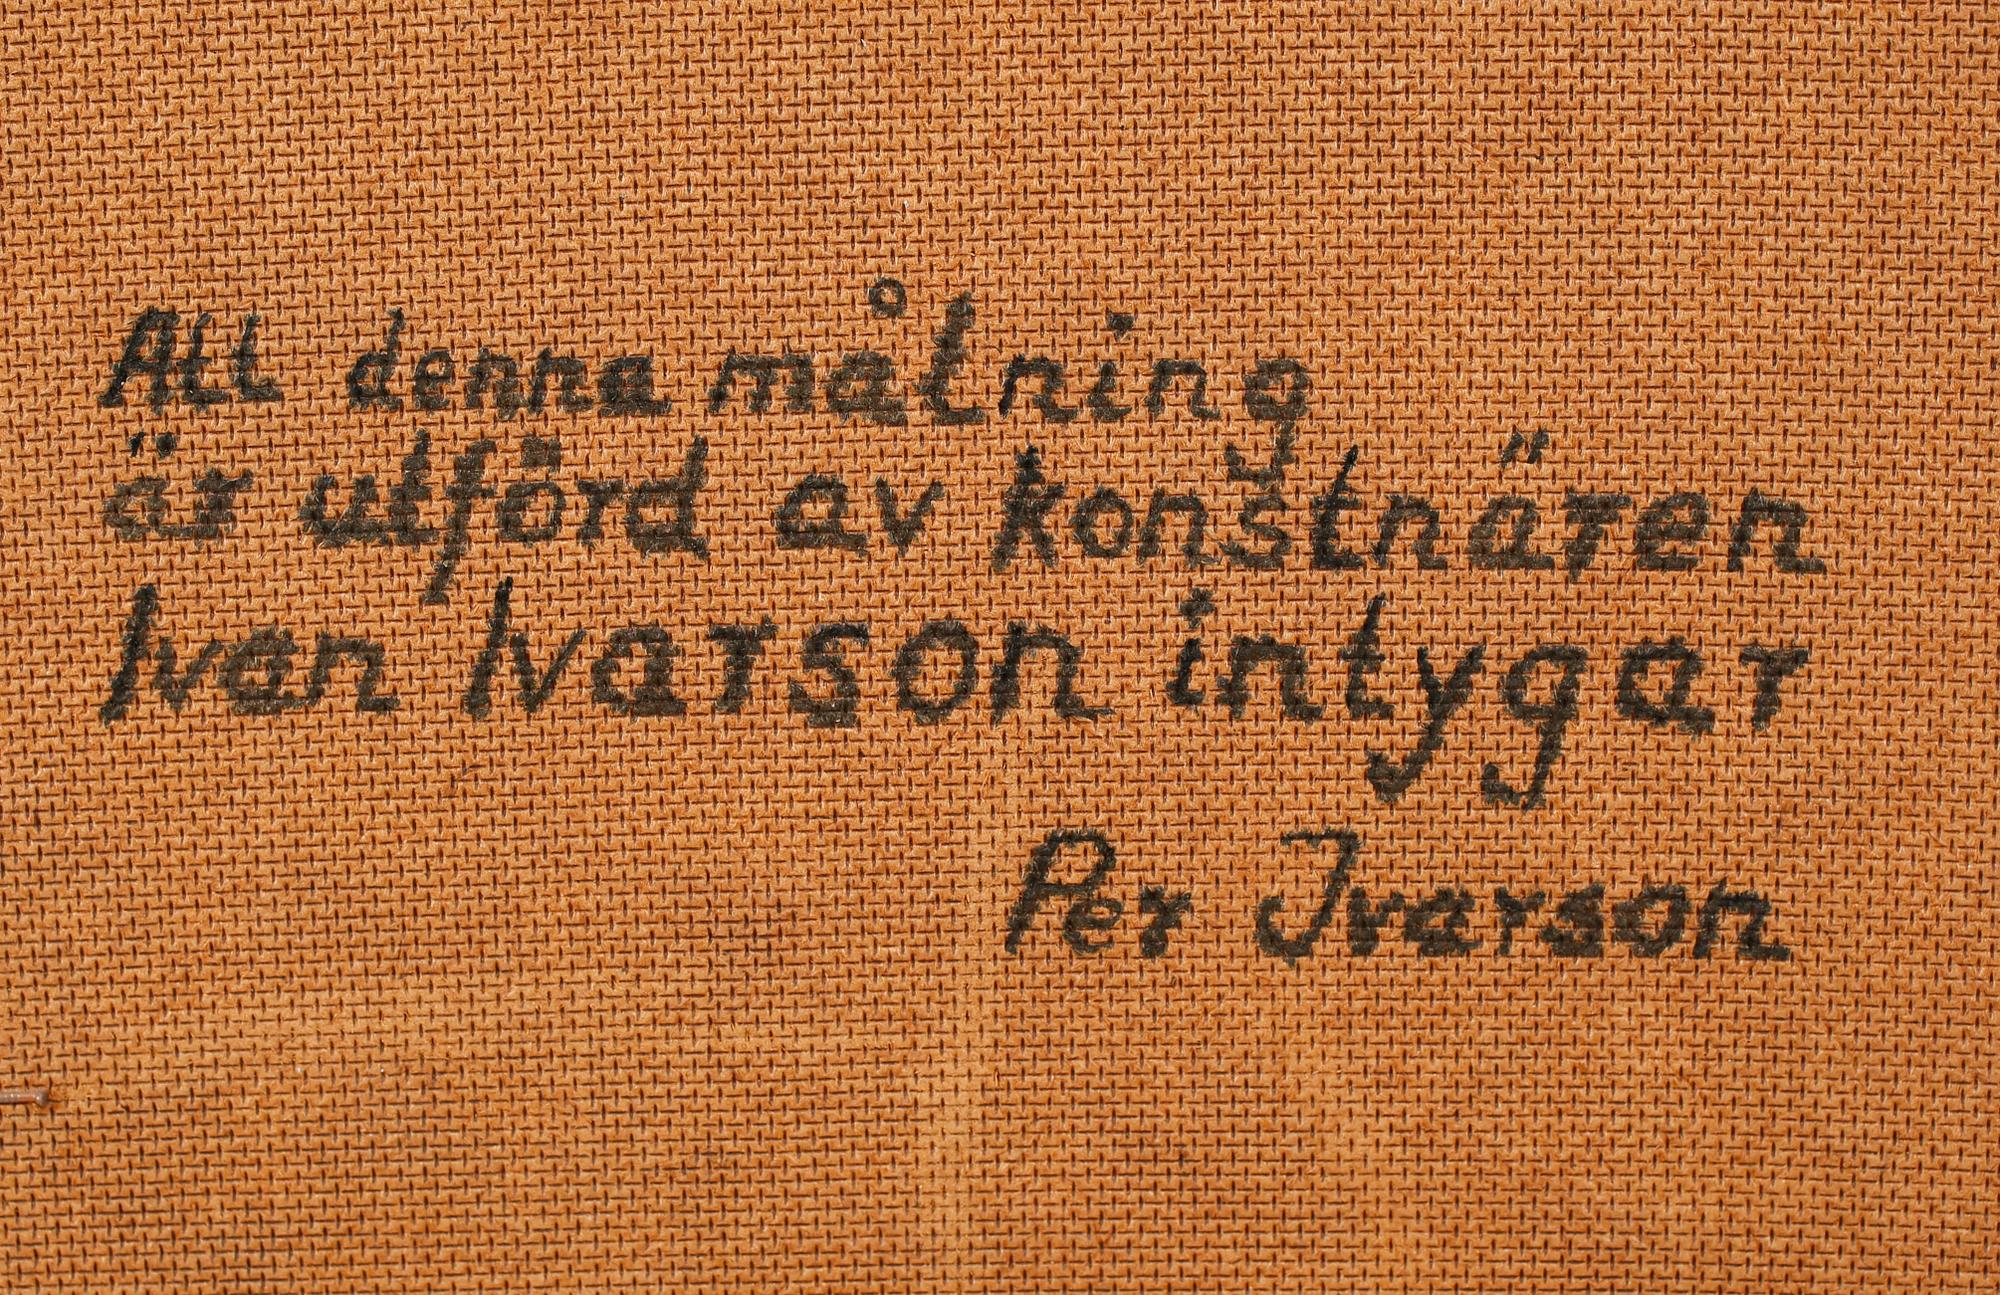 Att denna målning
är utförd av konstnären
Ivan Ivarson intygar
Per Ivarson